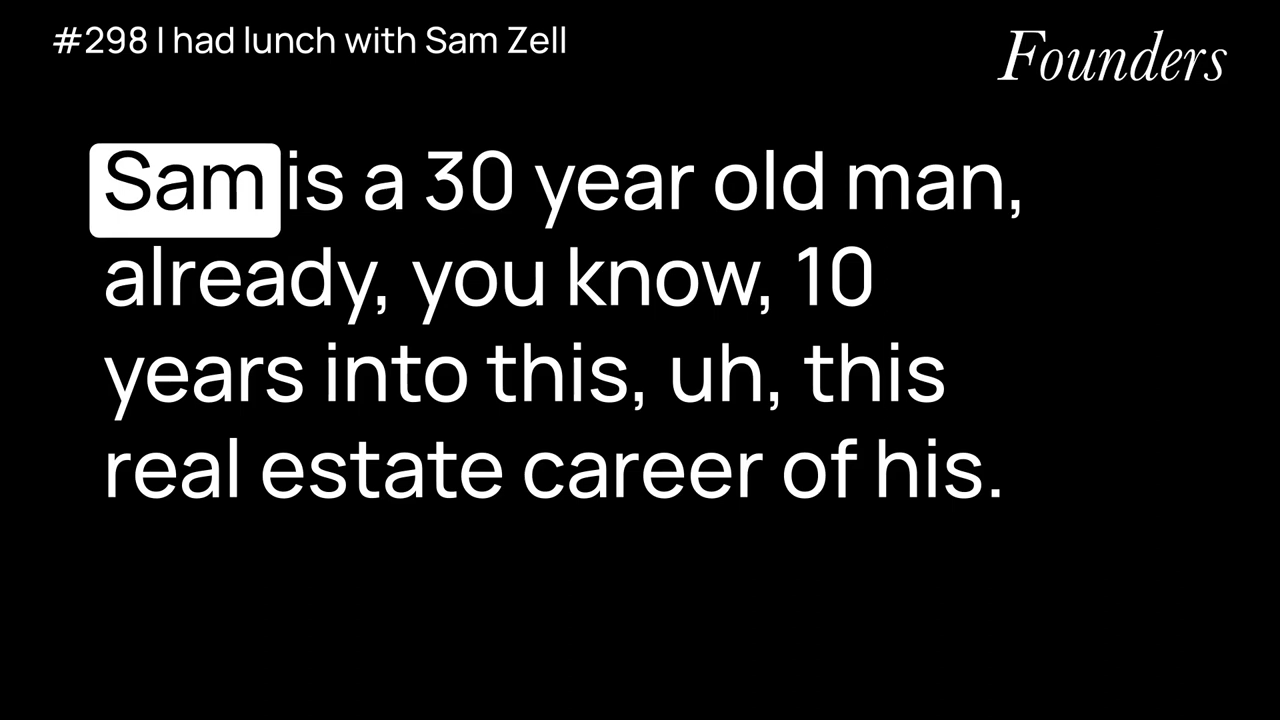 #298 I had lunch with Sam Zell
Founders
Sam is a 30 year old man,
already, you know, 10
years into this, uh, this
real estate career of his.